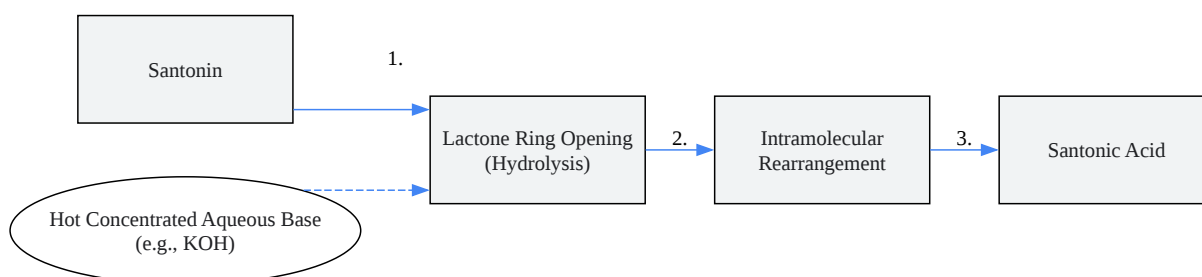 Santonin
1.
Hot Concentrated Aqueous Base
(e.g., KOH)
Lactone Ring Opening
(Hydrolysis)
2.
Intramolecular
Rearrangement
3.
Santonic Acid